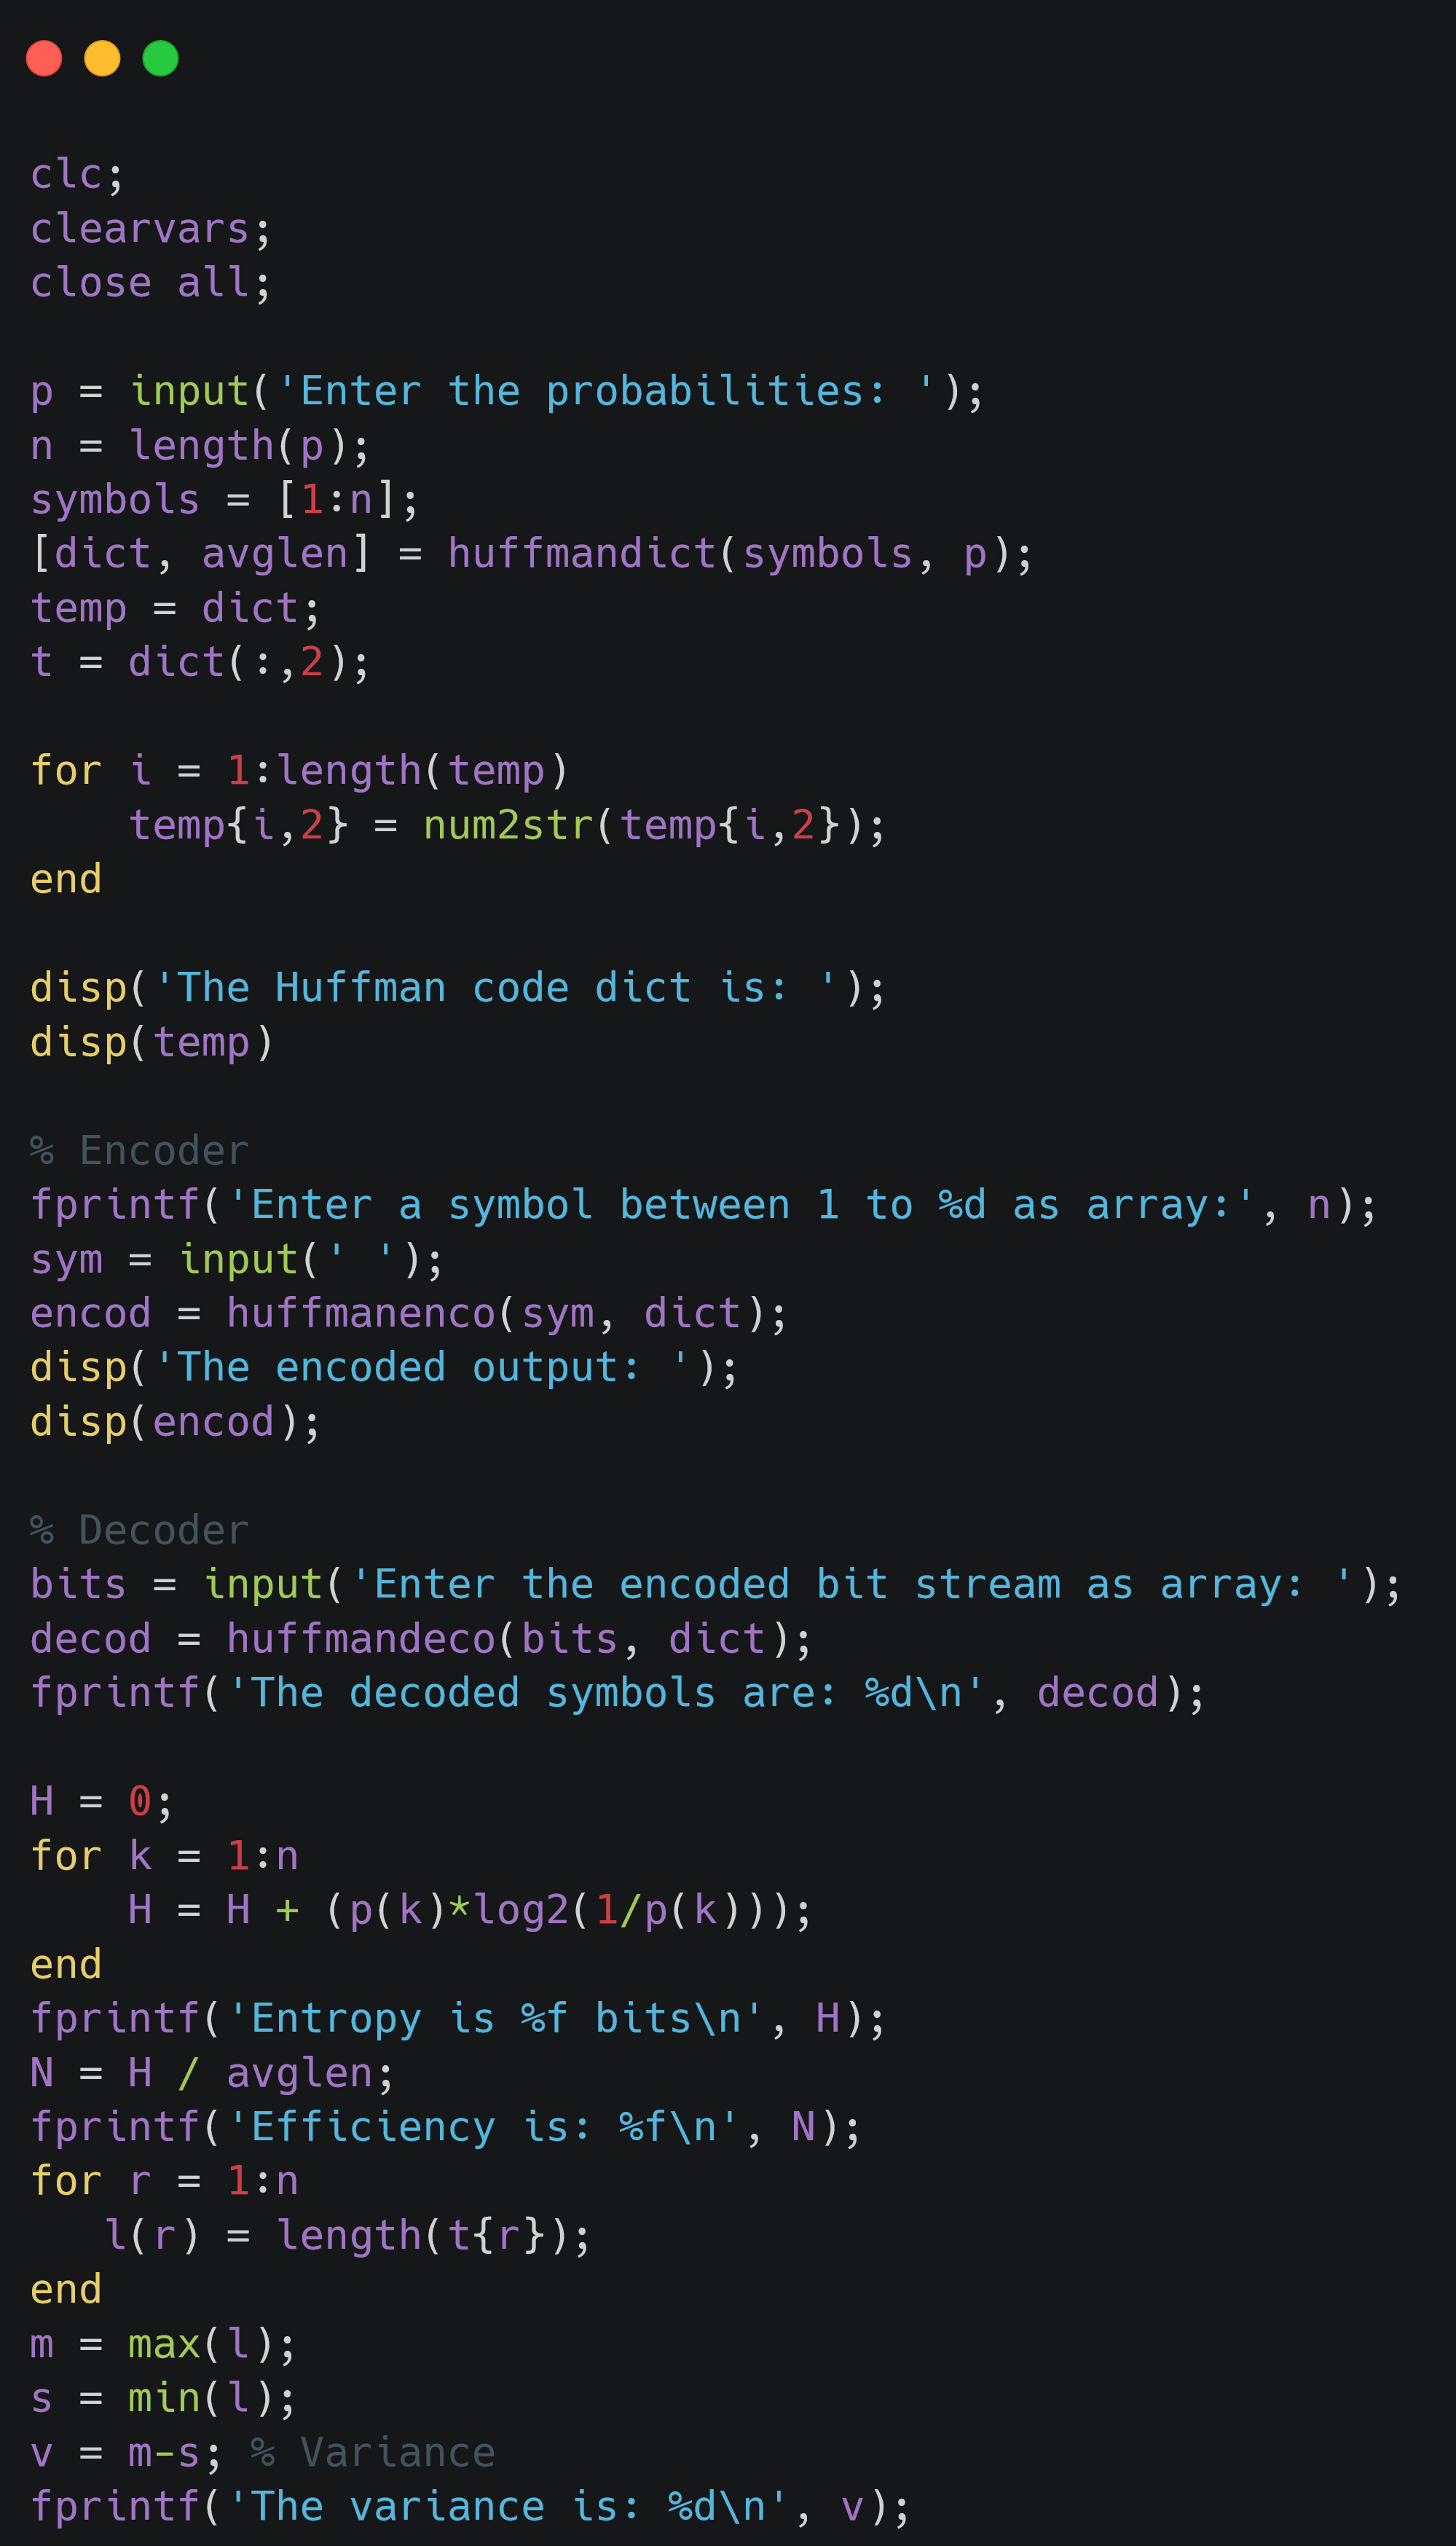 clc;
clearvars;
close all;
p = input('Enter the probabilities: ');
n = length(p);
symbols = [1:n];
[dict, avglen] = huffmandict(symbols, p);
temp = dict;
t = dict(:,2);
for i = 1:length(temp)
    temp{i,2} = num2str(temp{i,2});
end
disp('The Huffman code dict is: ');
disp(temp)
% Encoder
fprintf('Enter a symbol between 1 to %d as array:', n);
sym = input(' ');
encod = huffmanenco(sym, dict);
disp('The encoded output: ');
disp(encod);
% Decoder
bits = input('Enter the encoded bit stream as array: ');
decod = huffmandeco(bits, dict);
fprintf('The decoded symbols are: %d\n', decod);
H = 0;
for k = 1:n
    H = H + (p(k)*log2(1/p(k)));
end
fprintf('Entropy is %f bits\n', H);
N = H / avglen;
fprintf('Efficiency is: %f\n', N);
for r = 1:n
   l(r) = length(t{r});
end
m = max(l);
s = min(l);
v = m-s; % Variance
fprintf('The variance is: %d\n', v);